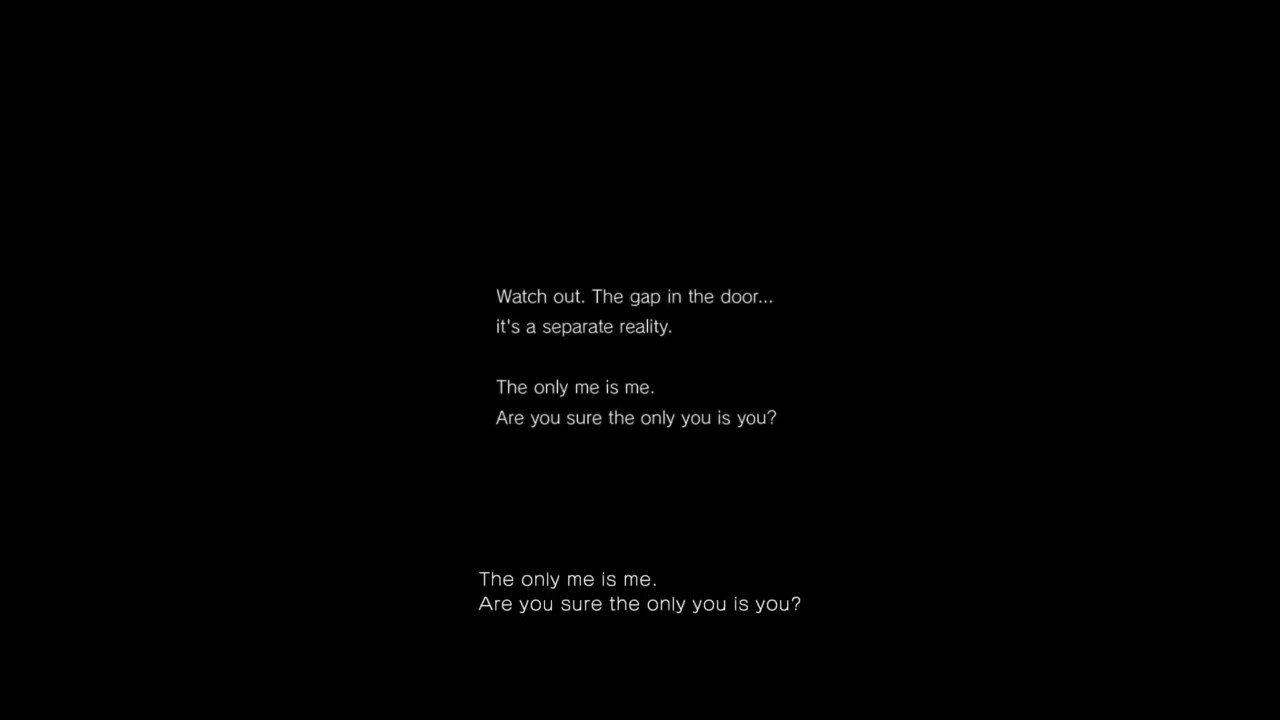 Watch out. The gap in the door...
it's a separate reality.
The only me is me.
Are you sure the only you is you?
The only me is me.
Are you sure the only you is you?